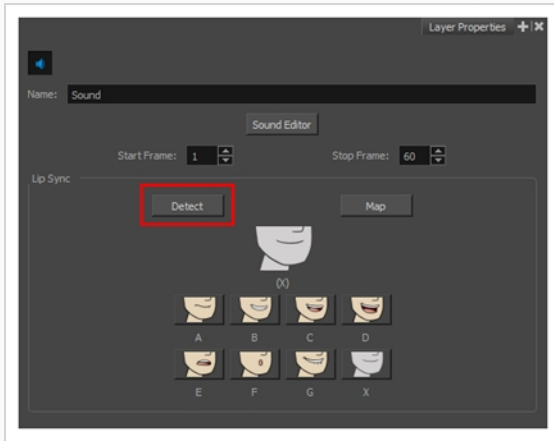 Layer Properties
Name: Sound
Sound Editor
Start Frame: 1 Stop Frame: 60
Lip Sync
Detect Map
(X)
A B C D
E F G X